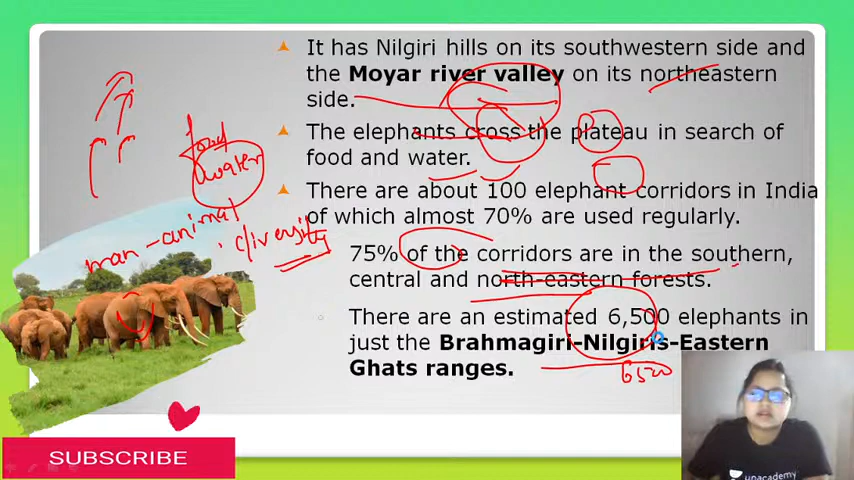 It has Nilgiri hills on its southwestern side and
the Moyar river valley on its northeastern
side.
The elephants cross the plateau in search of
food and water.
There are about 100 elephant corridors in India
of which almost 70% are used regularly.
75% of the corridors are in the southern,
central and north-eastern forests.
There are an estimated 6,500 elephants in
just the Brahmagiri-Nilgiris-Eastern
Ghats ranges.
food
water
man-animal
diversity
6500
SUBSCRIBE
unacademy